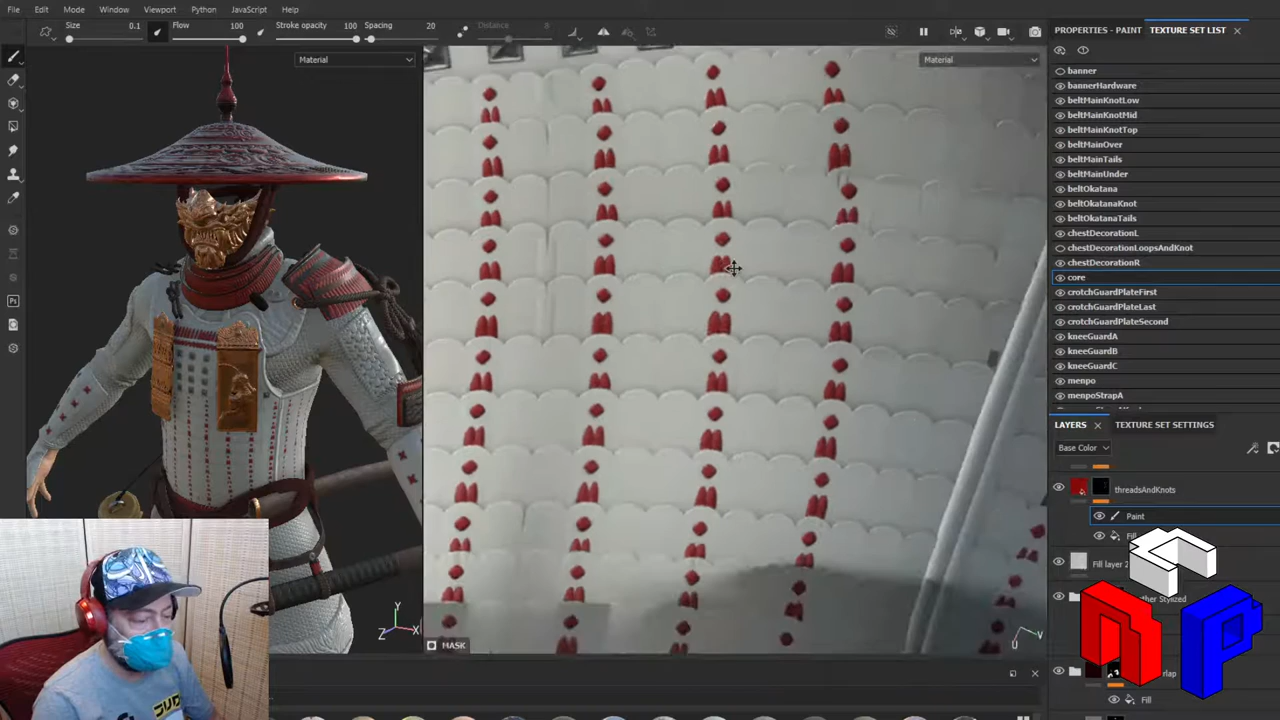 File Edit Mode Window Viewport Python JavaScript Help
Size 0.1 Flow 100 Stroke opacity 100 Spacing 20 Distance 8
Material
Material
PROPERTIES - PAINT TEXTURE SET LIST
banner
bannerHardware
beltMainKnotLow
beltMainKnotMid
beltMainKnotTop
beltMainOver
beltMainTails
beltMainUnder
beltOkatana
beltOkatanaKnot
beltOkatanaTails
chestDecorationL
chestDecorationLoopsAndKnot
chestDecorationR
core
crotchGuardPlateFirst
crotchGuardPlateLast
crotchGuardPlateSecond
kneeGuardA
kneeGuardB
kneeGuardC
menpo
menpoStrapA
LAYERS TEXTURE SET SETTINGS
Base Color
threadsAndKnots
Paint
Fill layer 2
Fill
Ps
Y
Z X
V
U
MASK